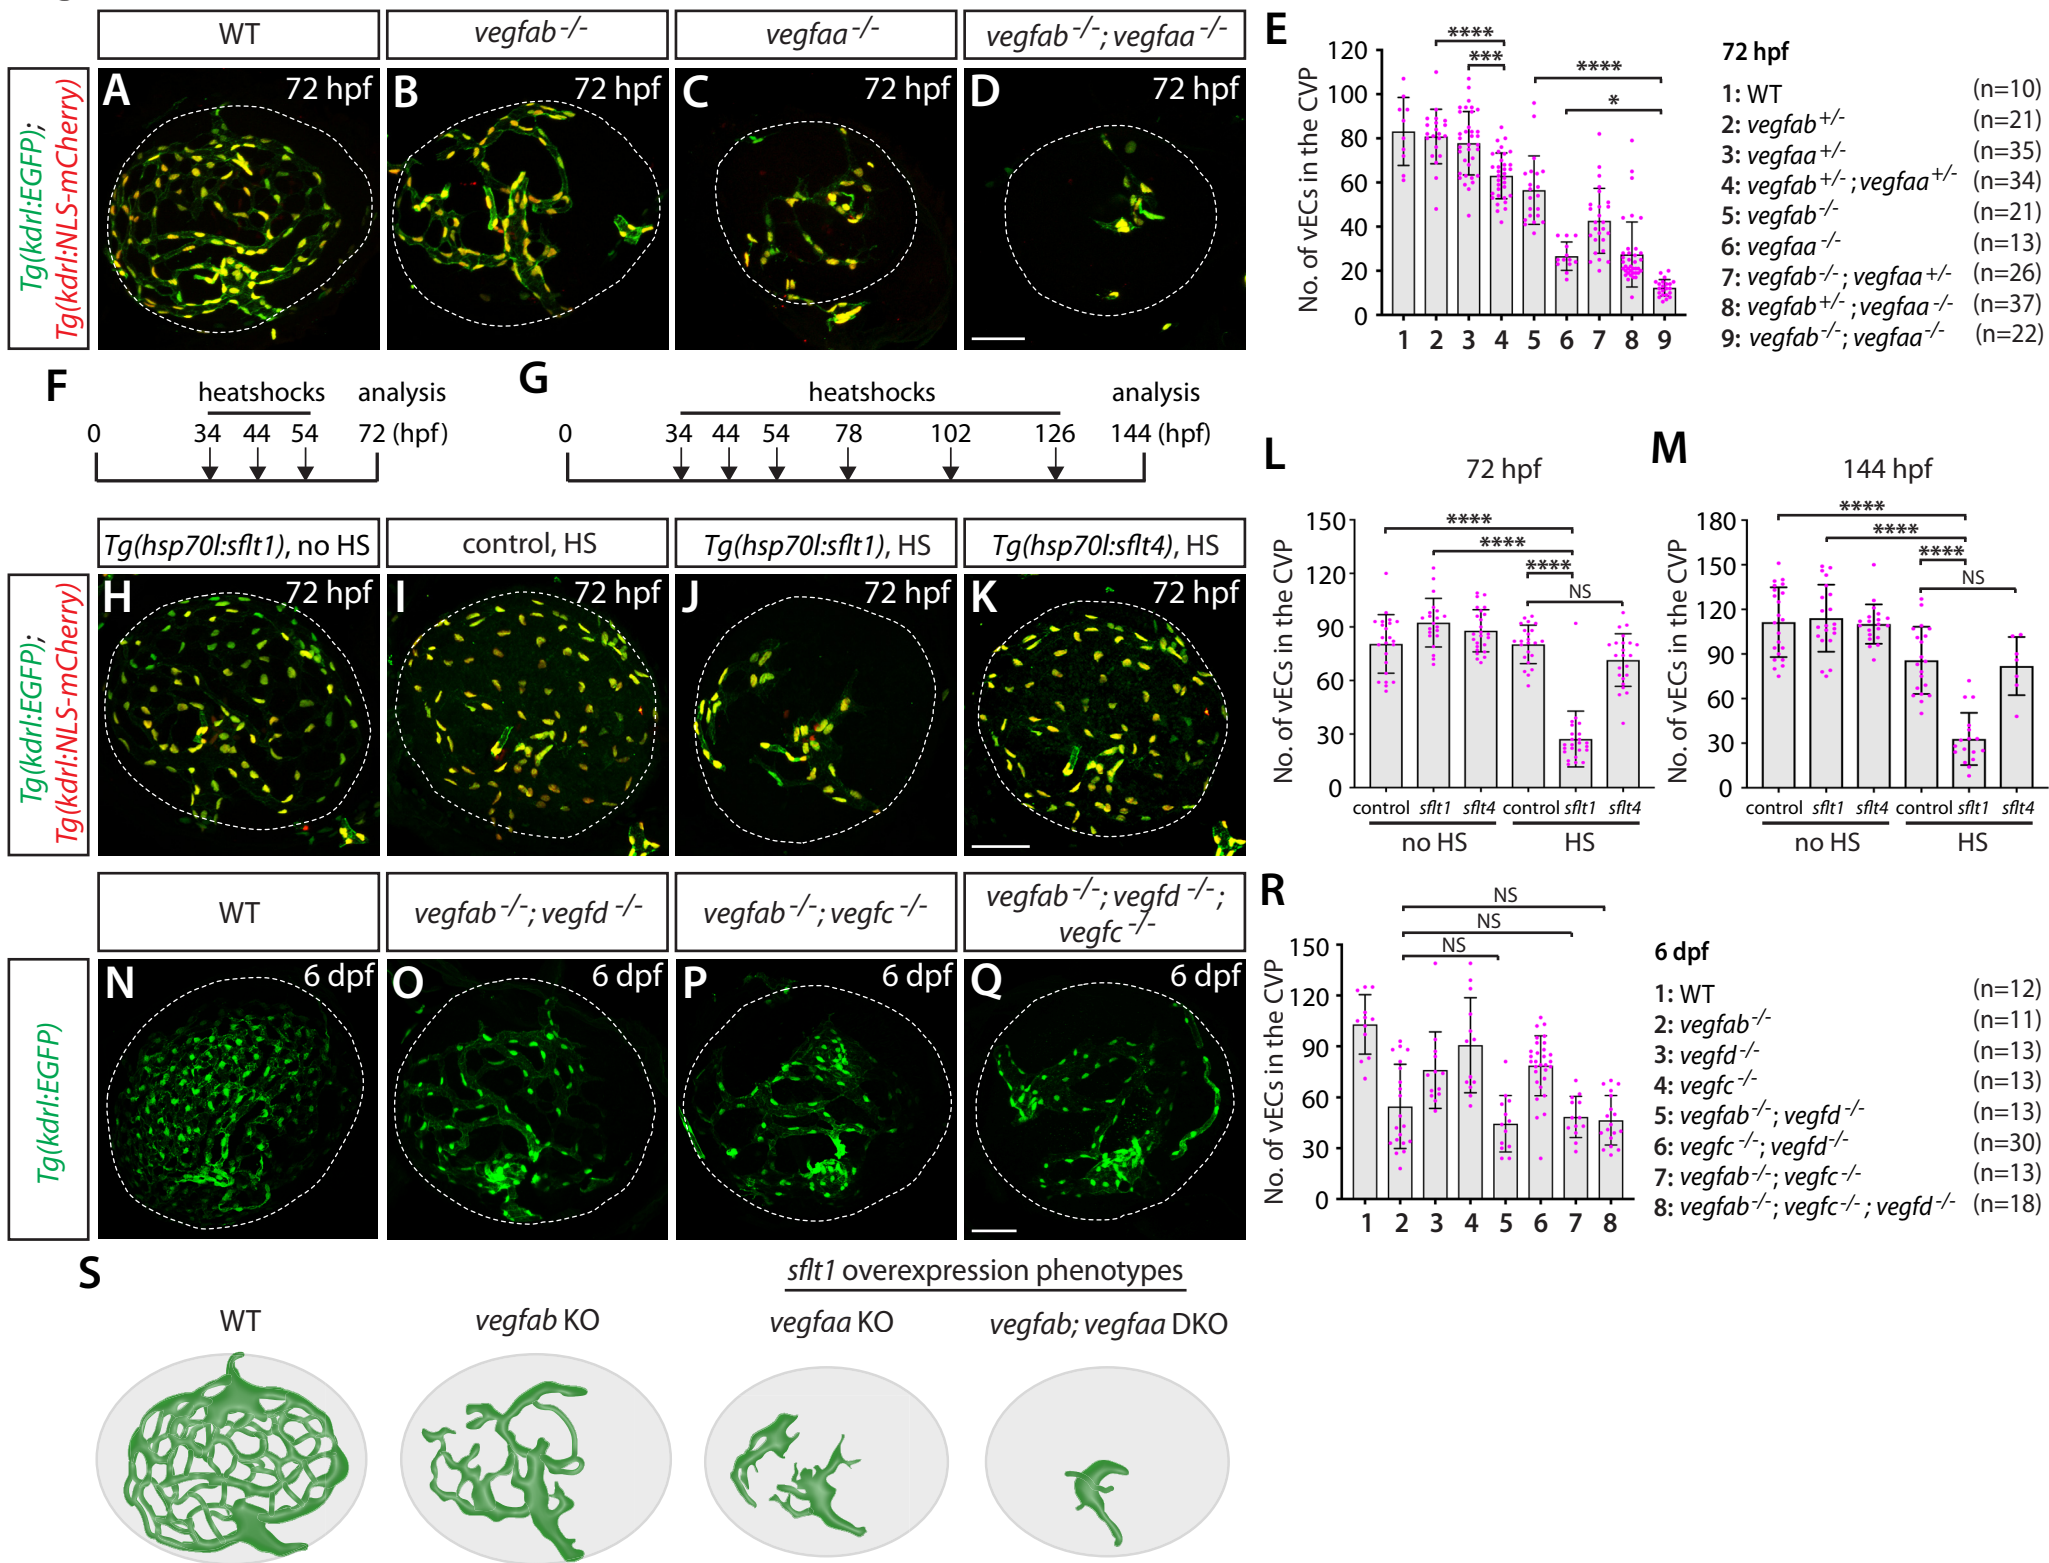 WT
vegfab-/-
vegfaa-/-
vegfab-/-; vegfaa-/-
Tg(kdrl:EGFP);
Tg(kdrl:NLS-mCherry)
A 72 hpf
B 72 hpf
C 72 hpf
D 72 hpf
E
No. of vECs in the CVP
120
100
80
60
40
20
0
**** 
***
****
*
1 2 3 4 5 6 7 8 9
72 hpf
1: WT (n=10)
2: vegfab+/- (n=21)
3: vegfaa+/- (n=35)
4: vegfab+/-; vegfaa+/- (n=34)
5: vegfab-/- (n=21)
6: vegfaa-/- (n=13)
7: vegfab-/-; vegfaa+/- (n=26)
8: vegfab+/-; vegfaa-/- (n=37)
9: vegfab-/-; vegfaa-/- (n=22)
F
heatshocks analysis
0 34 44 54 72 (hpf)
G
heatshocks analysis
0 34 44 54 78 102 126 144 (hpf)
Tg(hsp70l:sflt1), no HS
control, HS
Tg(hsp70l:sflt1), HS
Tg(hsp70l:sflt4), HS
Tg(kdrl:EGFP);
Tg(kdrl:NLS-mCherry)
H 72 hpf
I 72 hpf
J 72 hpf
K 72 hpf
L
72 hpf
No. of vECs in the CVP
150
120
90
60
30
0
****
****
****
NS
control sflt1 sflt4 control sflt1 sflt4
no HS HS
M
144 hpf
No. of vECs in the CVP
180
150
120
90
60
30
0
****
****
****
NS
control sflt1 sflt4 control sflt1 sflt4
no HS HS
WT
vegfab-/-; vegfd-/-
vegfab-/-; vegfc-/-
vegfab-/-; vegfd-/-;
vegfc-/-
Tg(kdrl:EGFP)
N 6 dpf
O 6 dpf
P 6 dpf
Q 6 dpf
R
No. of vECs in the CVP
150
120
90
60
30
0
NS
NS
NS
1 2 3 4 5 6 7 8
6 dpf
1: WT (n=12)
2: vegfab-/- (n=11)
3: vegfd-/- (n=13)
4: vegfc-/- (n=13)
5: vegfab-/-; vegfd-/- (n=13)
6: vegfc-/-; vegfd-/- (n=30)
7: vegfab-/-; vegfc-/- (n=13)
8: vegfab-/-; vegfc-/-; vegfd-/- (n=18)
S
sflt1 overexpression phenotypes
WT
vegfab KO
vegfaa KO
vegfab; vegfaa DKO